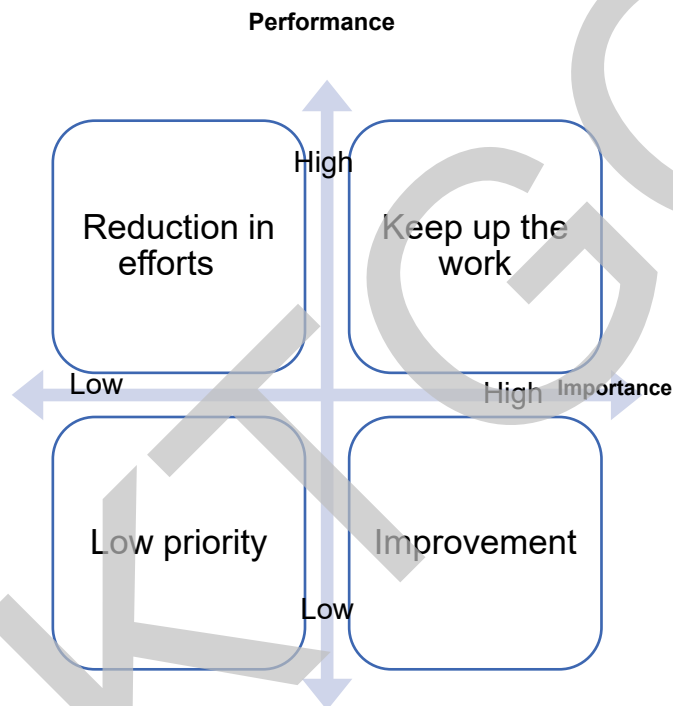 Performance
High
Reduction in
efforts
Keep up the
work
Low
High
Importance
Low priority
Improvement
Low